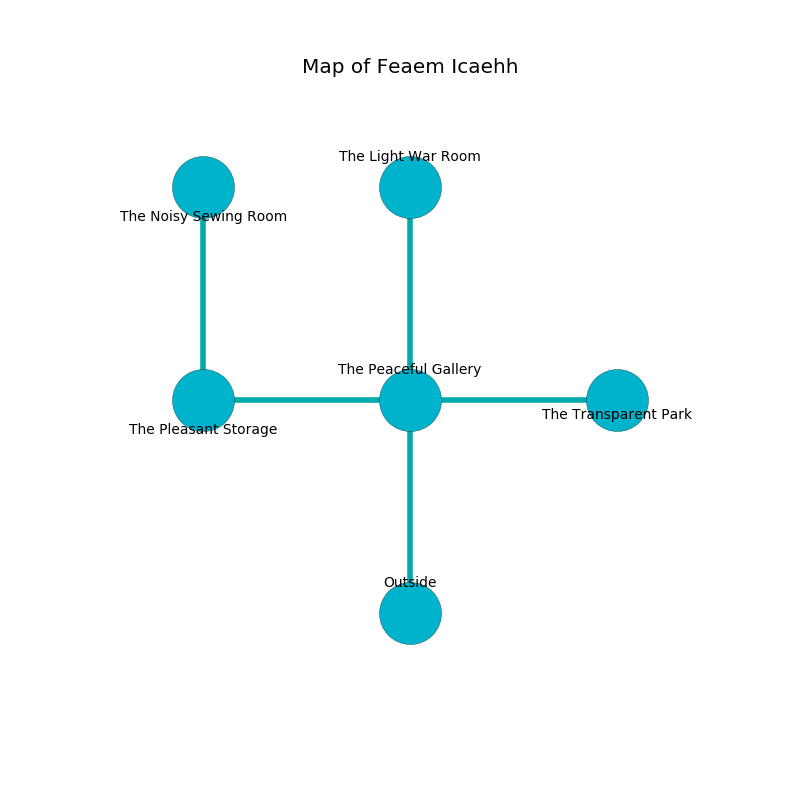 Map of Feaem Icaehh
The Light War Room
The Noisy Sewing Room
The Peaceful Gallery
The Transparent Park
The Pleasant Storage
Outside